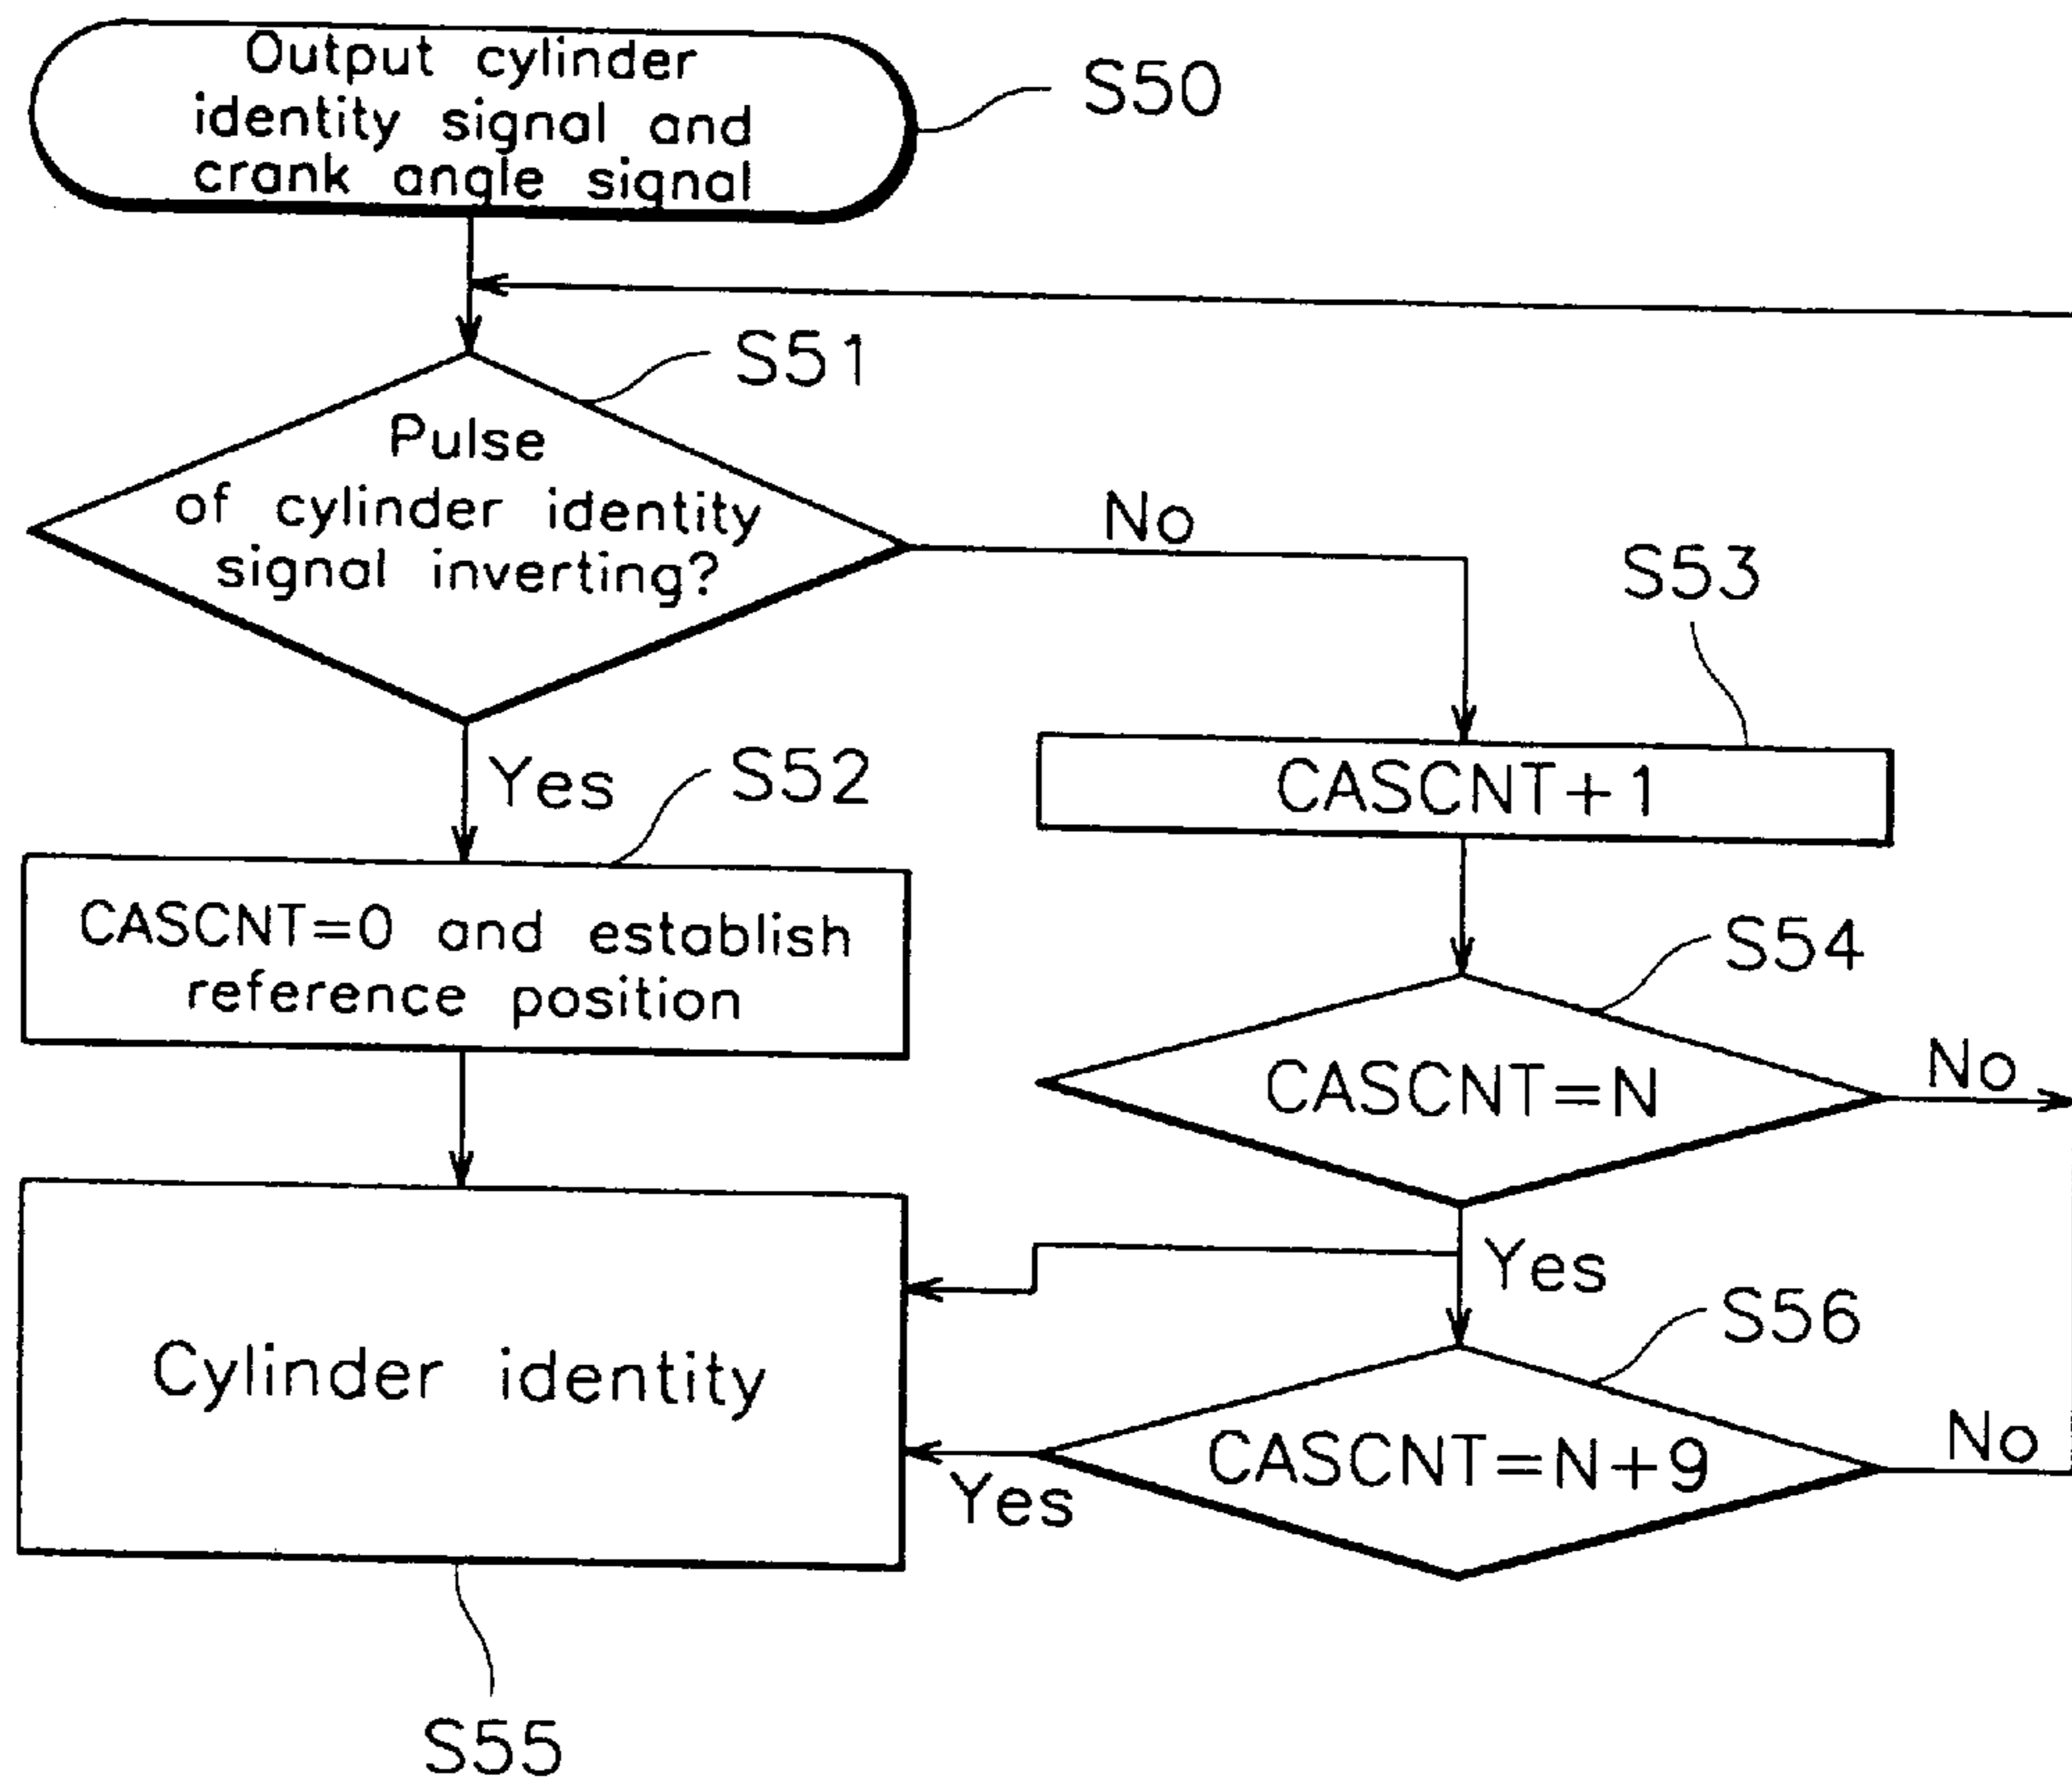 Output cylinder
identity signal and
crank angle signal
S50
S51
Pulse
of cylinder identity
signal inverting?
No
S53
Yes
S52
CASCNT+1
CASCNT=0 and establish
reference position
S54
CASCNT=N
No
Yes
S56
Cylinder identity
CASCNT=N+9
No
Yes
S55